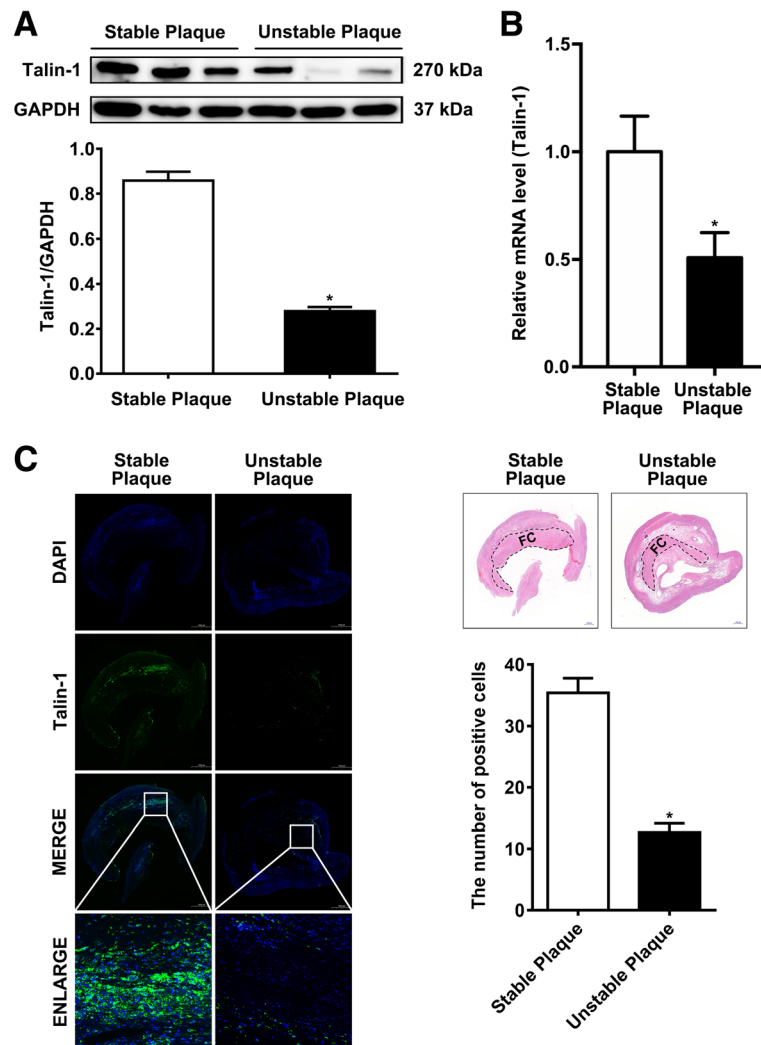 A
Stable Plaque
Unstable Plaque
Talin-1
270 kDa
GAPDH
37 kDa
Talin-1/GAPDH
1.0
0.8
0.6
0.4
0.2
0.0
*
Stable Plaque
Unstable Plaque
B
Relative mRNA level (Talin-1)
1.5
1.0
0.5
0.0
*
Stable
Plaque
Unstable
Plaque
C
Stable
Plaque
Unstable
Plaque
DAPI
Talin-1
MERGE
ENLARGE
Stable
Plaque
Unstable
Plaque
FC
FC
The number of positive cells
40
30
20
10
0
*
Stable Plaque
Unstable Plaque